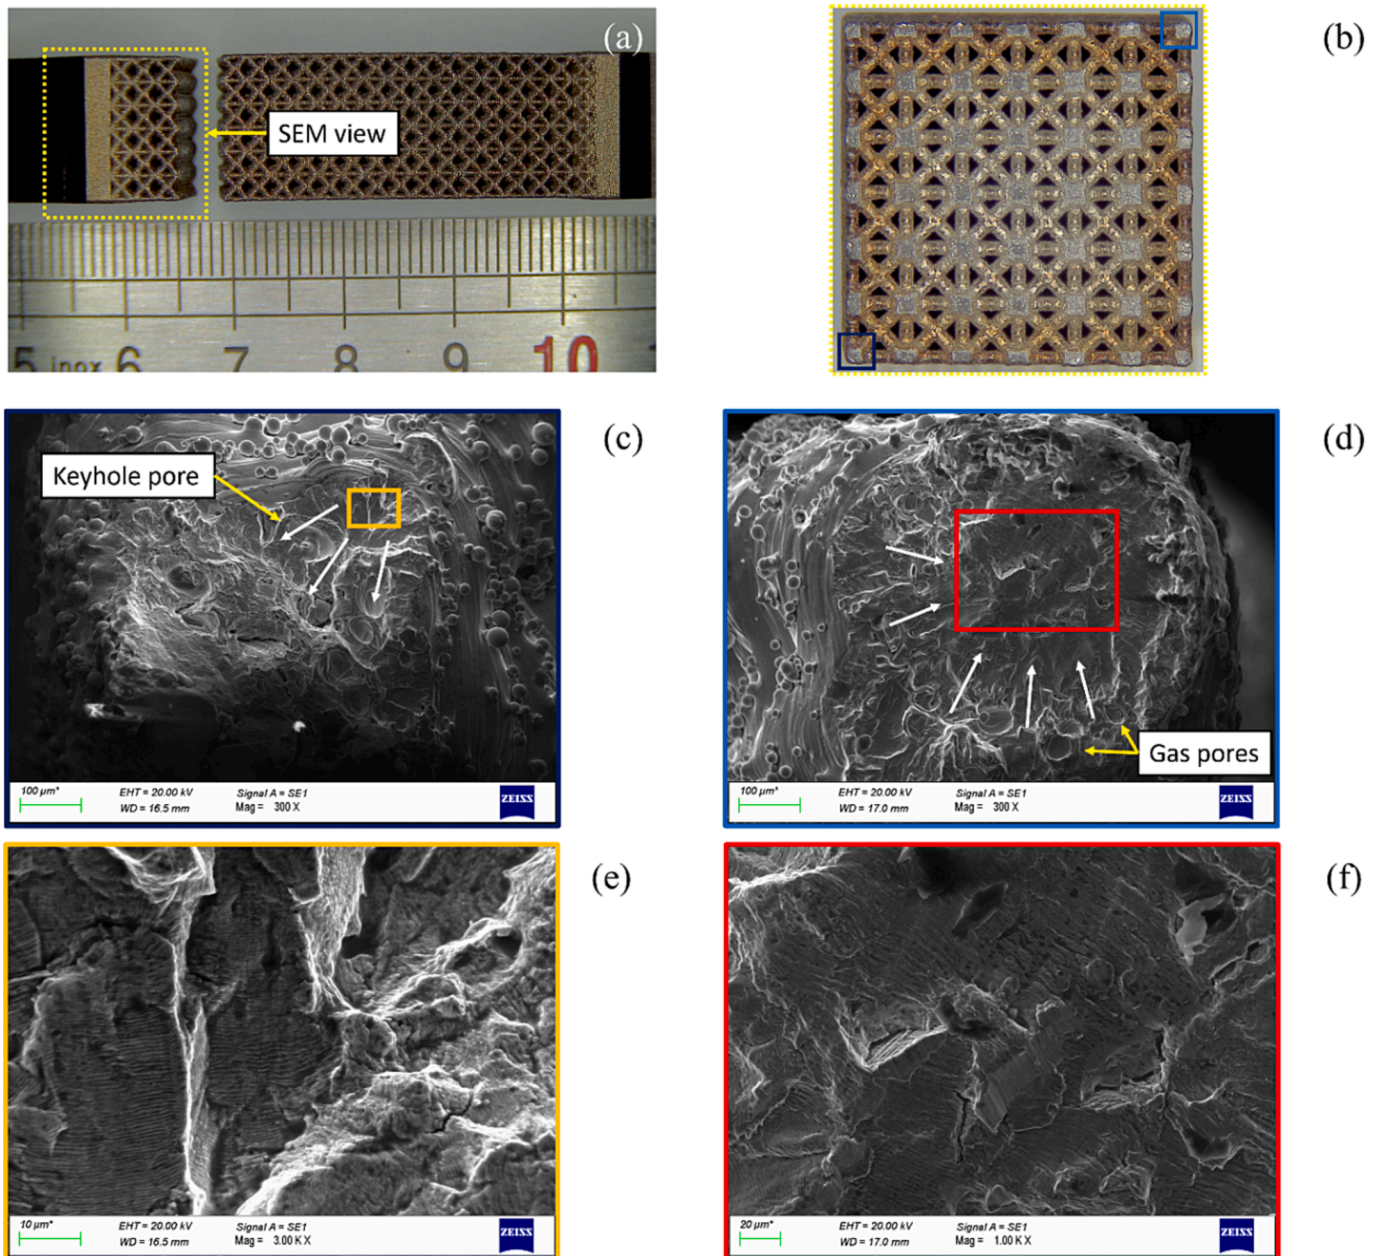 (a)
SEM view
5 inox 6 7 8 9 10
(b)
Keyhole pore
(c)
100 µm*
EHT = 20.00 kV
Signal A = SE1
WD = 16.5 mm
Mag = 300 X
ZEISS
(d)
Gas pores
100 µm*
EHT = 20.00 kV
Signal A = SE1
WD = 17.0 mm
Mag = 300 X
ZEISS
(e)
10 µm*
EHT = 20.00 kV
Signal A = SE1
WD = 16.5 mm
Mag = 3.00 K X
ZEISS
(f)
20 µm*
EHT = 20.00 kV
Signal A = SE1
WD = 17.0 mm
Mag = 1.00 K X
ZEISS